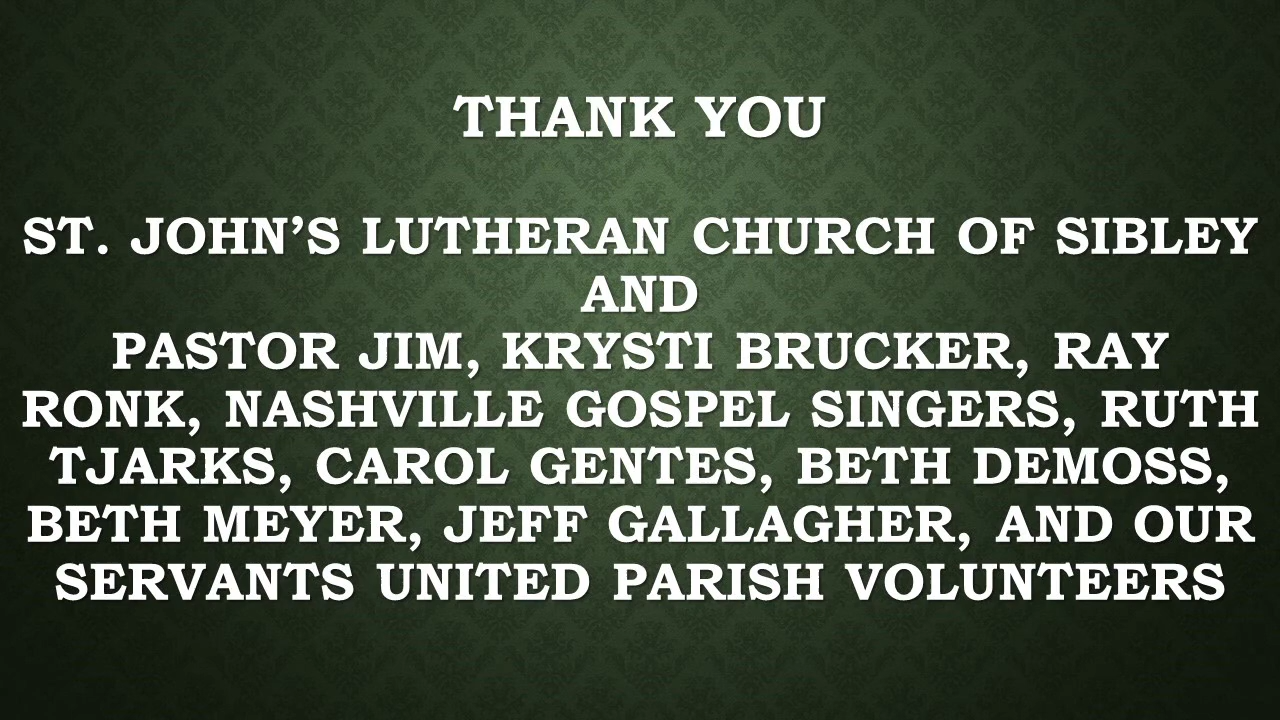 THANK YOU
ST. JOHN’S LUTHERAN CHURCH OF SIBLEY
AND
PASTOR JIM, KRYSTI BRUCKER, RAY
RONK, NASHVILLE GOSPEL SINGERS, RUTH
TJARKS, CAROL GENTES, BETH DEMOSS,
BETH MEYER, JEFF GALLAGHER, AND OUR
SERVANTS UNITED PARISH VOLUNTEERS